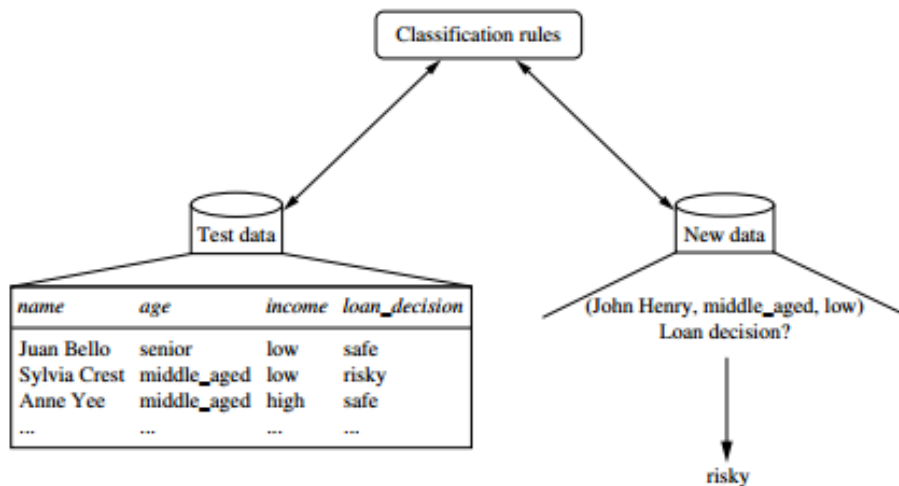 Classification rules
Test data
New data
name age income loan_decision
Juan Bello senior low safe
Sylvia Crest middle_aged low risky
Anne Yee middle_aged high safe
... ... ... ...
(John Henry, middle_aged, low)
Loan decision?
risky